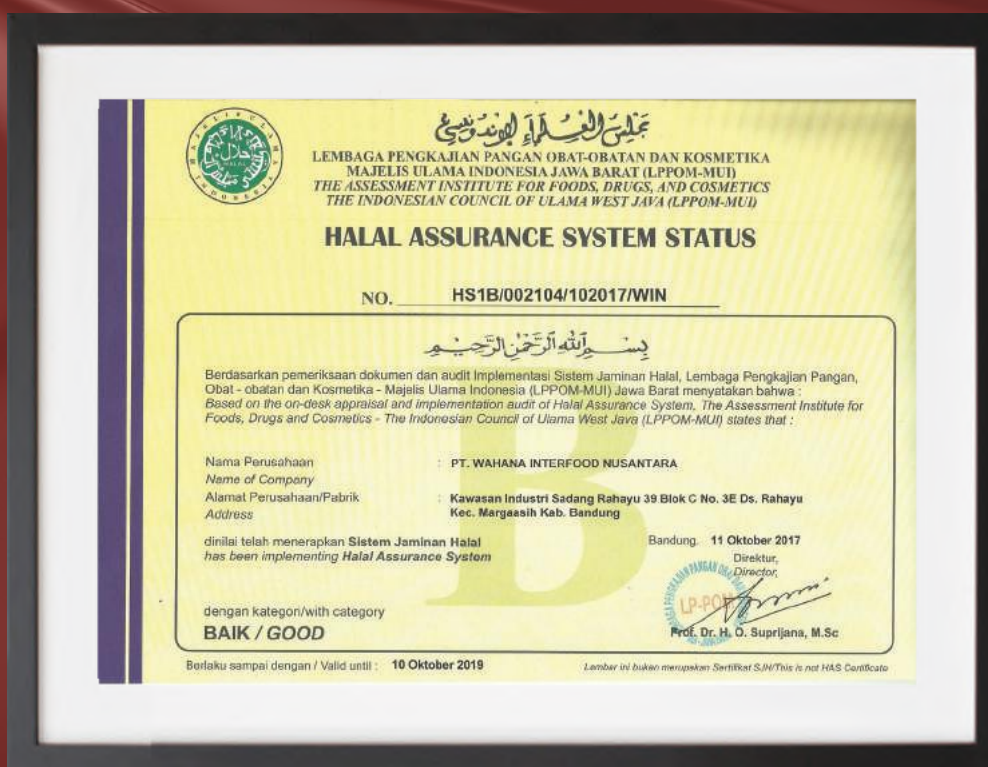 مجلس العلماء الإندونيسي
LEMBAGA PENGKAJIAN PANGAN OBAT-OBATAN DAN KOSMETIKA
MAJELIS ULAMA INDONESIA JAWA BARAT (LPPOM-MUI)
THE ASSESSMENT INSTITUTE FOR FOODS, DRUGS, AND COSMETICS
THE INDONESIAN COUNCIL OF ULAMA WEST JAVA (LPPOM-MUI)
MAJELIS ULAMA INDONESIA
حلال
HALAL
HALAL ASSURANCE SYSTEM STATUS
NO. HS1B/002104/102017/WIN
بسم الله الرحمن الرحيم
Berdasarkan pemeriksaan dokumen dan audit Implementasi Sistem Jaminan Halal, Lembaga Pengkajian Pangan,
Obat - obatan dan Kosmetika - Majelis Ulama Indonesia (LPPOM-MUI) Jawa Barat menyatakan bahwa :
Based on the on-desk appraisal and implementation audit of Halal Assurance System, The Assessment Institute for
Foods, Drugs and Cosmetics - The Indonesian Council of Ulama West Java (LPPOM-MUI) states that :
B
Nama Perusahaan : PT. WAHANA INTERFOOD NUSANTARA
Name of Company
Alamat Perusahaan/Pabrik : Kawasan Industri Sadang Rahayu 39 Blok C No. 3E Ds. Rahayu
Address Kec. Margaasih Kab. Bandung
dinilai telah menerapkan Sistem Jaminan Halal
has been implementing Halal Assurance System
Bandung, 11 Oktober 2017
Direktur,
Director,
LP-POM
dengan kategori/with category
BAIK / GOOD
Prof. Dr. H. O. Suprijana, M.Sc
Berlaku sampai dengan / Valid until : 10 Oktober 2019
Lembar ini bukan merupakan Sertifikat SJH/This is not HAS Certificate